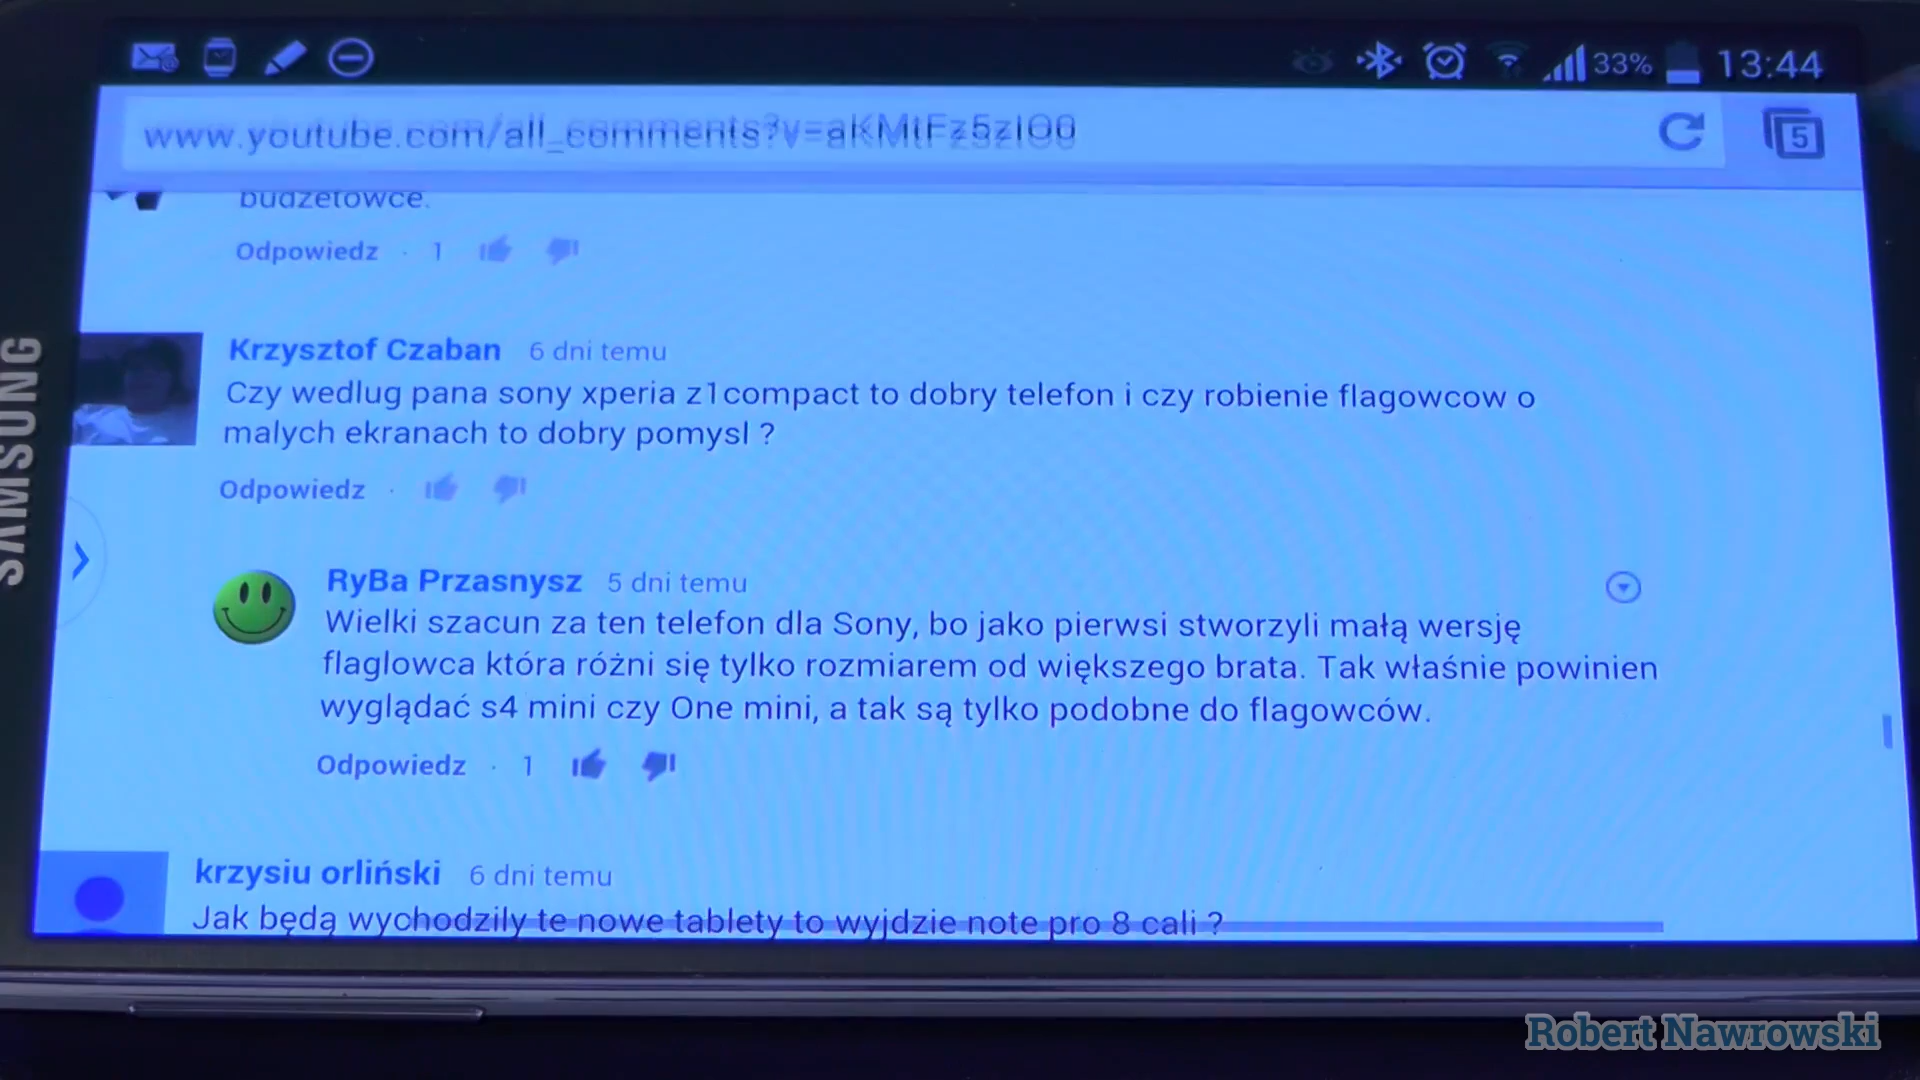 33% 13:44
www.youtube.com/all_comments?v=
5
budżetowce.
Odpowiedz · 1
Krzysztof Czaban 6 dni temu
Czy wedlug pana sony xperia z1compact to dobry telefon i czy robienie flagowcow o
malych ekranach to dobry pomysl ?
Odpowiedz ·
SAMSUNG
RyBa Przasnysz 5 dni temu
Wielki szacun za ten telefon dla Sony, bo jako pierwsi stworzyli małą wersję
flaglowca która różni się tylko rozmiarem od większego brata. Tak właśnie powinien
wyglądać s4 mini czy One mini, a tak są tylko podobne do flagowców.
Odpowiedz · 1
krzysiu orliński 6 dni temu
Jak będą wychodzily te nowe tablety to wyjdzie note pro 8 cali ?
Robert Nawrowski